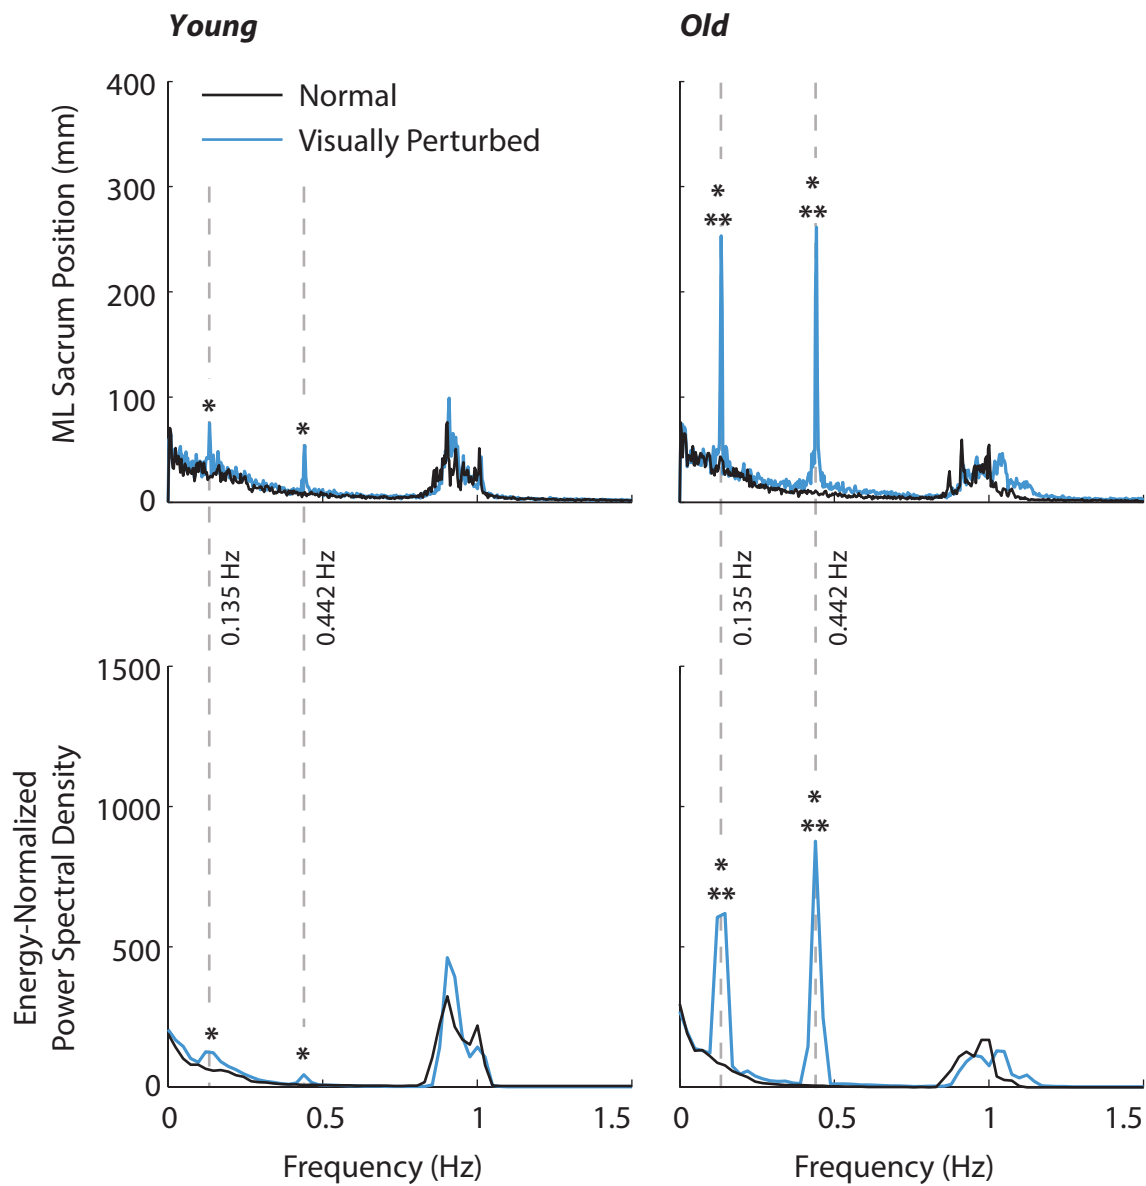 Young
Old
Normal
Visually Perturbed
ML Sacrum Position (mm)
400
300
200
100
0
*
*
*
**
*
**
0.135 Hz
0.442 Hz
0.135 Hz
0.442 Hz
Energy-Normalized
Power Spectral Density
1500
1000
500
0
*
*
*
**
*
**
0
0.5
1
1.5
0
0.5
1
1.5
Frequency (Hz)
Frequency (Hz)